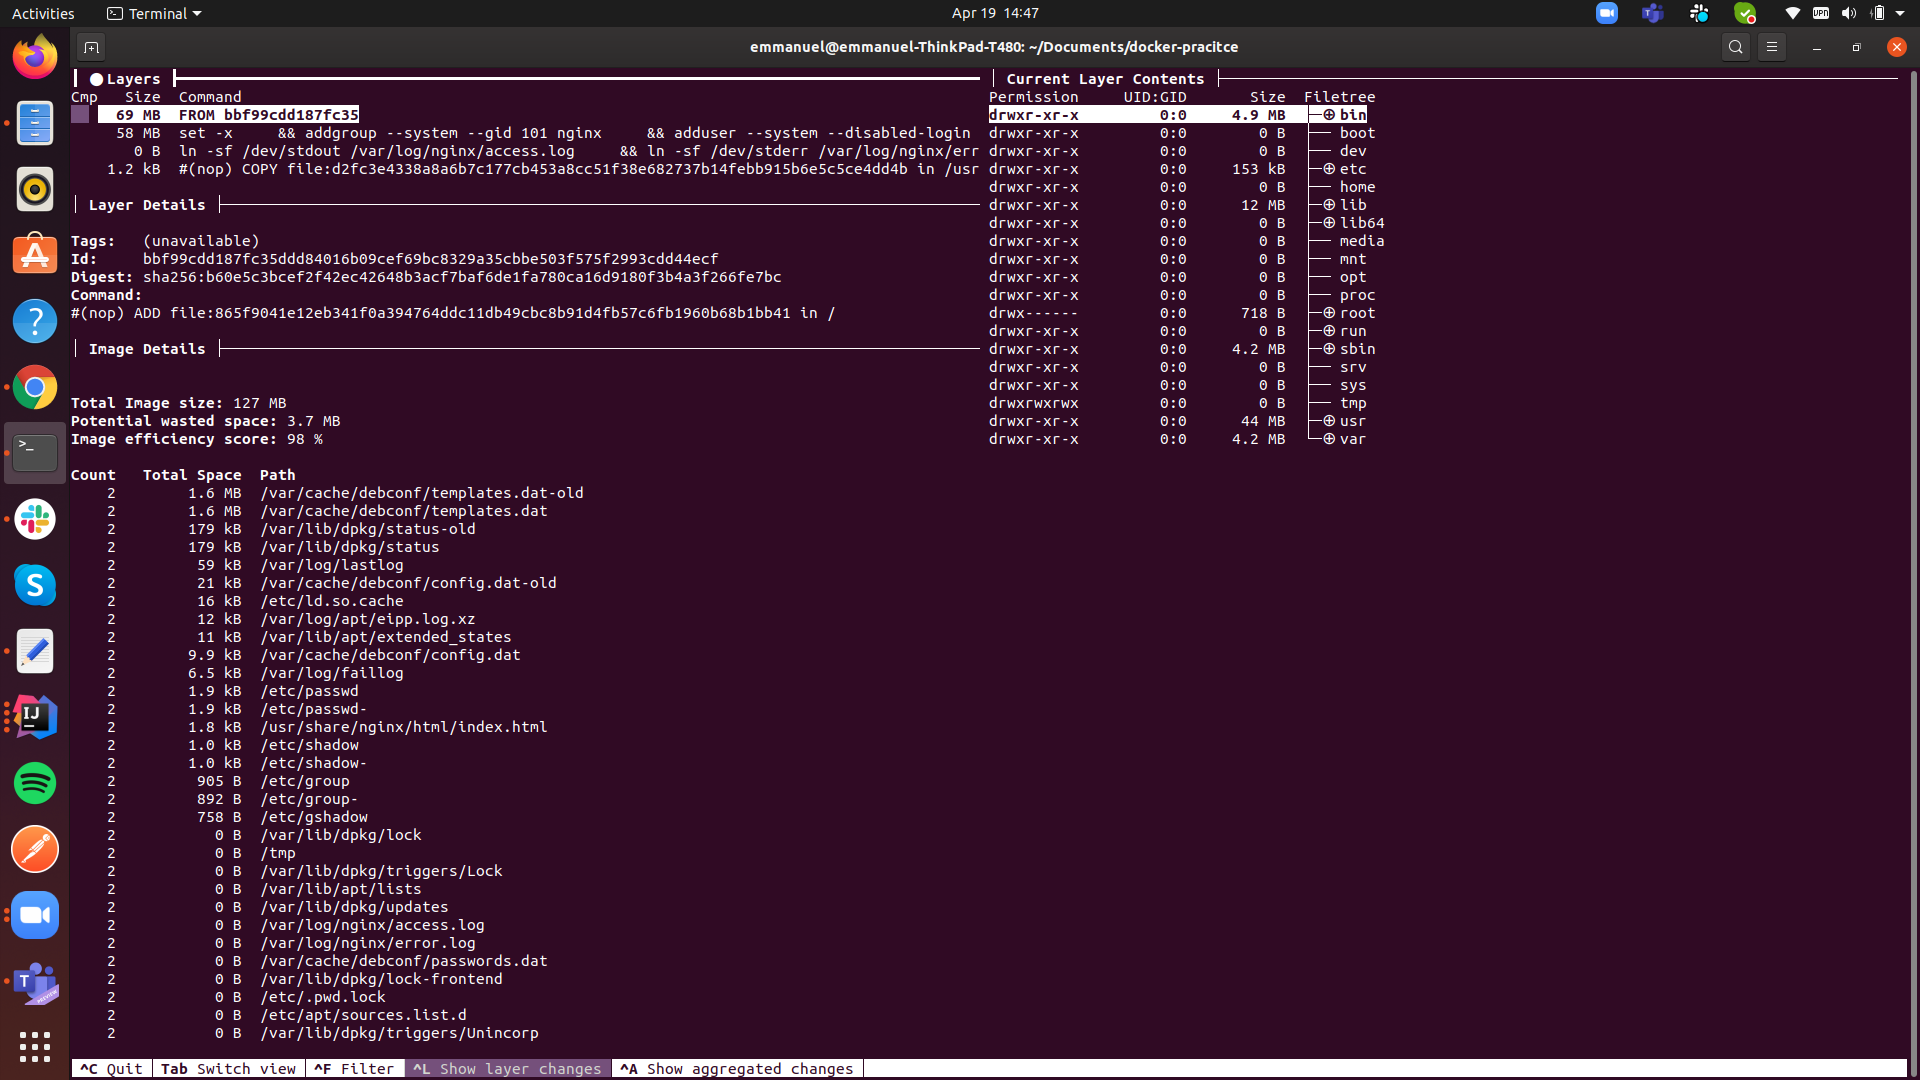 Activities Terminal Apr 19 14:47 VPN
emmanuel@emmanuel-ThinkPad-T480: ~/Documents/docker-pracitce
Layers
Cmp Size Command
69 MB FROM bbf99cdd187fc35
58 MB set -x && addgroup --system --gid 101 nginx && adduser --system --disabled-login
0 B ln -sf /dev/stdout /var/log/nginx/access.log && ln -sf /dev/stderr /var/log/nginx/err
1.2 kB #(nop) COPY file:d2fc3e4338a8a6b7c177cb453a8cc51f38e682737b14febb915b6e5c5ce4dd4b in /usr
Layer Details
Tags: (unavailable)
Id: bbf99cdd187fc35ddd84016b09cef69bc8329a35cbbe503f575f2993cdd44ecf
Digest: sha256:b60e5c3bcef2f42ec42648b3acf7baf6de1fa780ca16d9180f3b4a3f266fe7bc
Command:
#(nop) ADD file:865f9041e12eb341f0a394764ddc11db49cbc8b91d4fb57c6fb1960b68b1bb41 in /
Image Details
Total Image size: 127 MB
Potential wasted space: 3.7 MB
Image efficiency score: 98 %
Count Total Space Path
2 1.6 MB /var/cache/debconf/templates.dat-old
2 1.6 MB /var/cache/debconf/templates.dat
2 179 kB /var/lib/dpkg/status-old
2 179 kB /var/lib/dpkg/status
2 59 kB /var/log/lastlog
2 21 kB /var/cache/debconf/config.dat-old
2 16 kB /etc/ld.so.cache
2 12 kB /var/log/apt/eipp.log.xz
2 11 kB /var/lib/apt/extended_states
2 9.9 kB /var/cache/debconf/config.dat
2 6.5 kB /var/log/faillog
2 1.9 kB /etc/passwd
2 1.9 kB /etc/passwd-
2 1.8 kB /usr/share/nginx/html/index.html
2 1.0 kB /etc/shadow
2 1.0 kB /etc/shadow-
2 905 B /etc/group
2 892 B /etc/group-
2 758 B /etc/gshadow
2 0 B /var/lib/dpkg/lock
2 0 B /tmp
2 0 B /var/lib/dpkg/triggers/Lock
2 0 B /var/lib/apt/lists
2 0 B /var/lib/dpkg/updates
2 0 B /var/log/nginx/access.log
2 0 B /var/log/nginx/error.log
2 0 B /var/cache/debconf/passwords.dat
2 0 B /var/lib/dpkg/lock-frontend
2 0 B /etc/.pwd.lock
2 0 B /etc/apt/sources.list.d
2 0 B /var/lib/dpkg/triggers/Unincorp
Current Layer Contents
Permission UID:GID Size Filetree
drwxr-xr-x 0:0 4.9 MB ├─⊕ bin
drwxr-xr-x 0:0 0 B ├── boot
drwxr-xr-x 0:0 0 B ├── dev
drwxr-xr-x 0:0 153 kB ├─⊕ etc
drwxr-xr-x 0:0 0 B ├── home
drwxr-xr-x 0:0 12 MB ├─⊕ lib
drwxr-xr-x 0:0 0 B ├─⊕ lib64
drwxr-xr-x 0:0 0 B ├── media
drwxr-xr-x 0:0 0 B ├── mnt
drwxr-xr-x 0:0 0 B ├── opt
drwxr-xr-x 0:0 0 B ├── proc
drwx------ 0:0 718 B ├─⊕ root
drwxr-xr-x 0:0 0 B ├─⊕ run
drwxr-xr-x 0:0 4.2 MB ├─⊕ sbin
drwxr-xr-x 0:0 0 B ├── srv
drwxr-xr-x 0:0 0 B ├── sys
drwxrwxrwx 0:0 0 B ├── tmp
drwxr-xr-x 0:0 44 MB ├─⊕ usr
drwxr-xr-x 0:0 4.2 MB └─⊕ var
^C Quit Tab Switch view ^F Filter ^L Show layer changes ^A Show aggregated changes